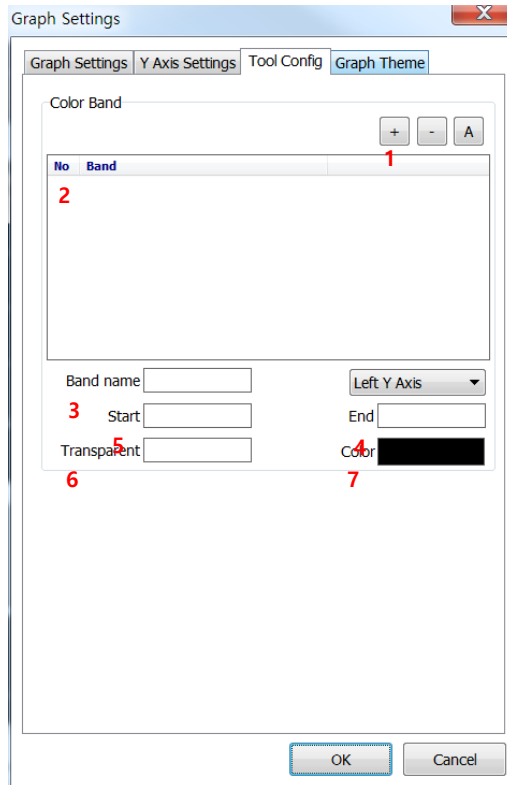 Graph Settings X
Graph Settings Y Axis Settings Tool Config Graph Theme
Color Band
+ - A
1
No Band
2
Band name Left Y Axis
3 Start End
5 4
Transparent Color
6 7
OK Cancel